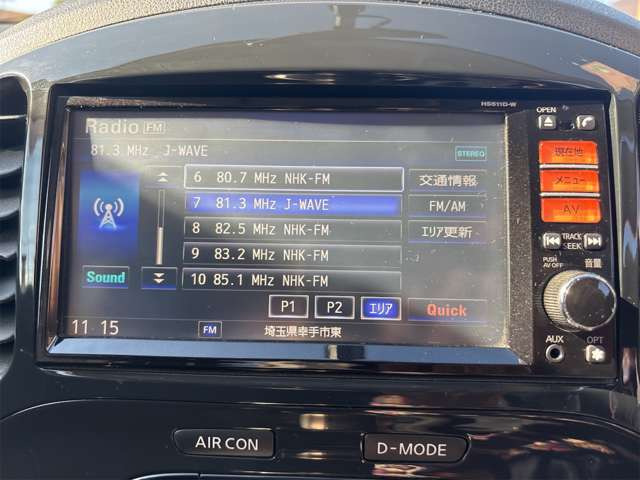 HS511D-W
OPEN
Radio FM
81.3 MHz J-WAVE
STEREO
6 80.7 MHz NHK-FM
交通情報
7 81.3 MHz J-WAVE
FM/AM
8 82.5 MHz NHK-FM
エリア更新
9 83.2 MHz NHK-FM
Sound
10 85.1 MHz NHK-FM
P1 P2 エリア Quick
11 15
FM
埼玉県幸手市東
現在地
メニュー
AV
TRACK
SEEK
PUSH
AV OFF
音量
AUX
OPT
AIR CON
D-MODE